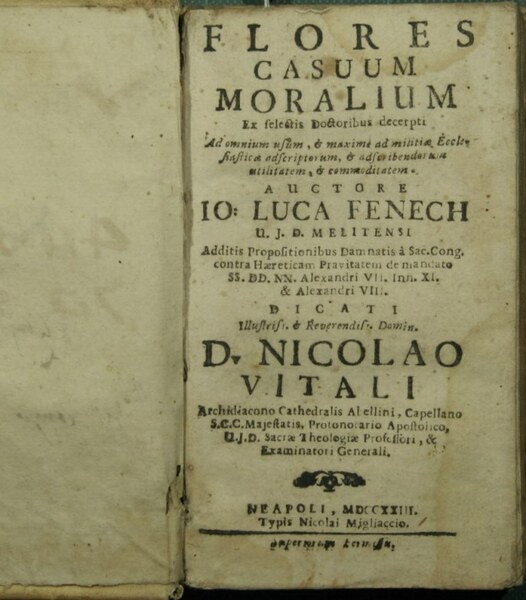 FLORES
CASUUM
MORALIUM
Ex selectis Doctoribus decerpti
Ad omnium usum, & maximè ad militiæ Eccle-
siasticæ adscriptorum, & adscribendorum
utilitatem, & commoditatem.
AUCTORE
IO: LUCA FENECH
U. J. D. MELITENSI
Additis Propositionibus Damnatis à Sac. Cong.
contra Hæreticam Pravitatem de mandato
SS. DD. NN. Alexandri VII. Inn. XI.
& Alexandri VIII.
DICATI
Illustriss. & Reverendiss. Domin.
D. NICOLAO
VITALI
Archidiacono Cathedralis Abellini, Capellano
S.C.C. Majestatis, Protonotario Apostolico,
U.J.D. Sacræ Theologiæ Professori, &
Examinatori Generali.
NEAPOLI, MDCCXXIII.
Typis Nicolai Migliaccio.